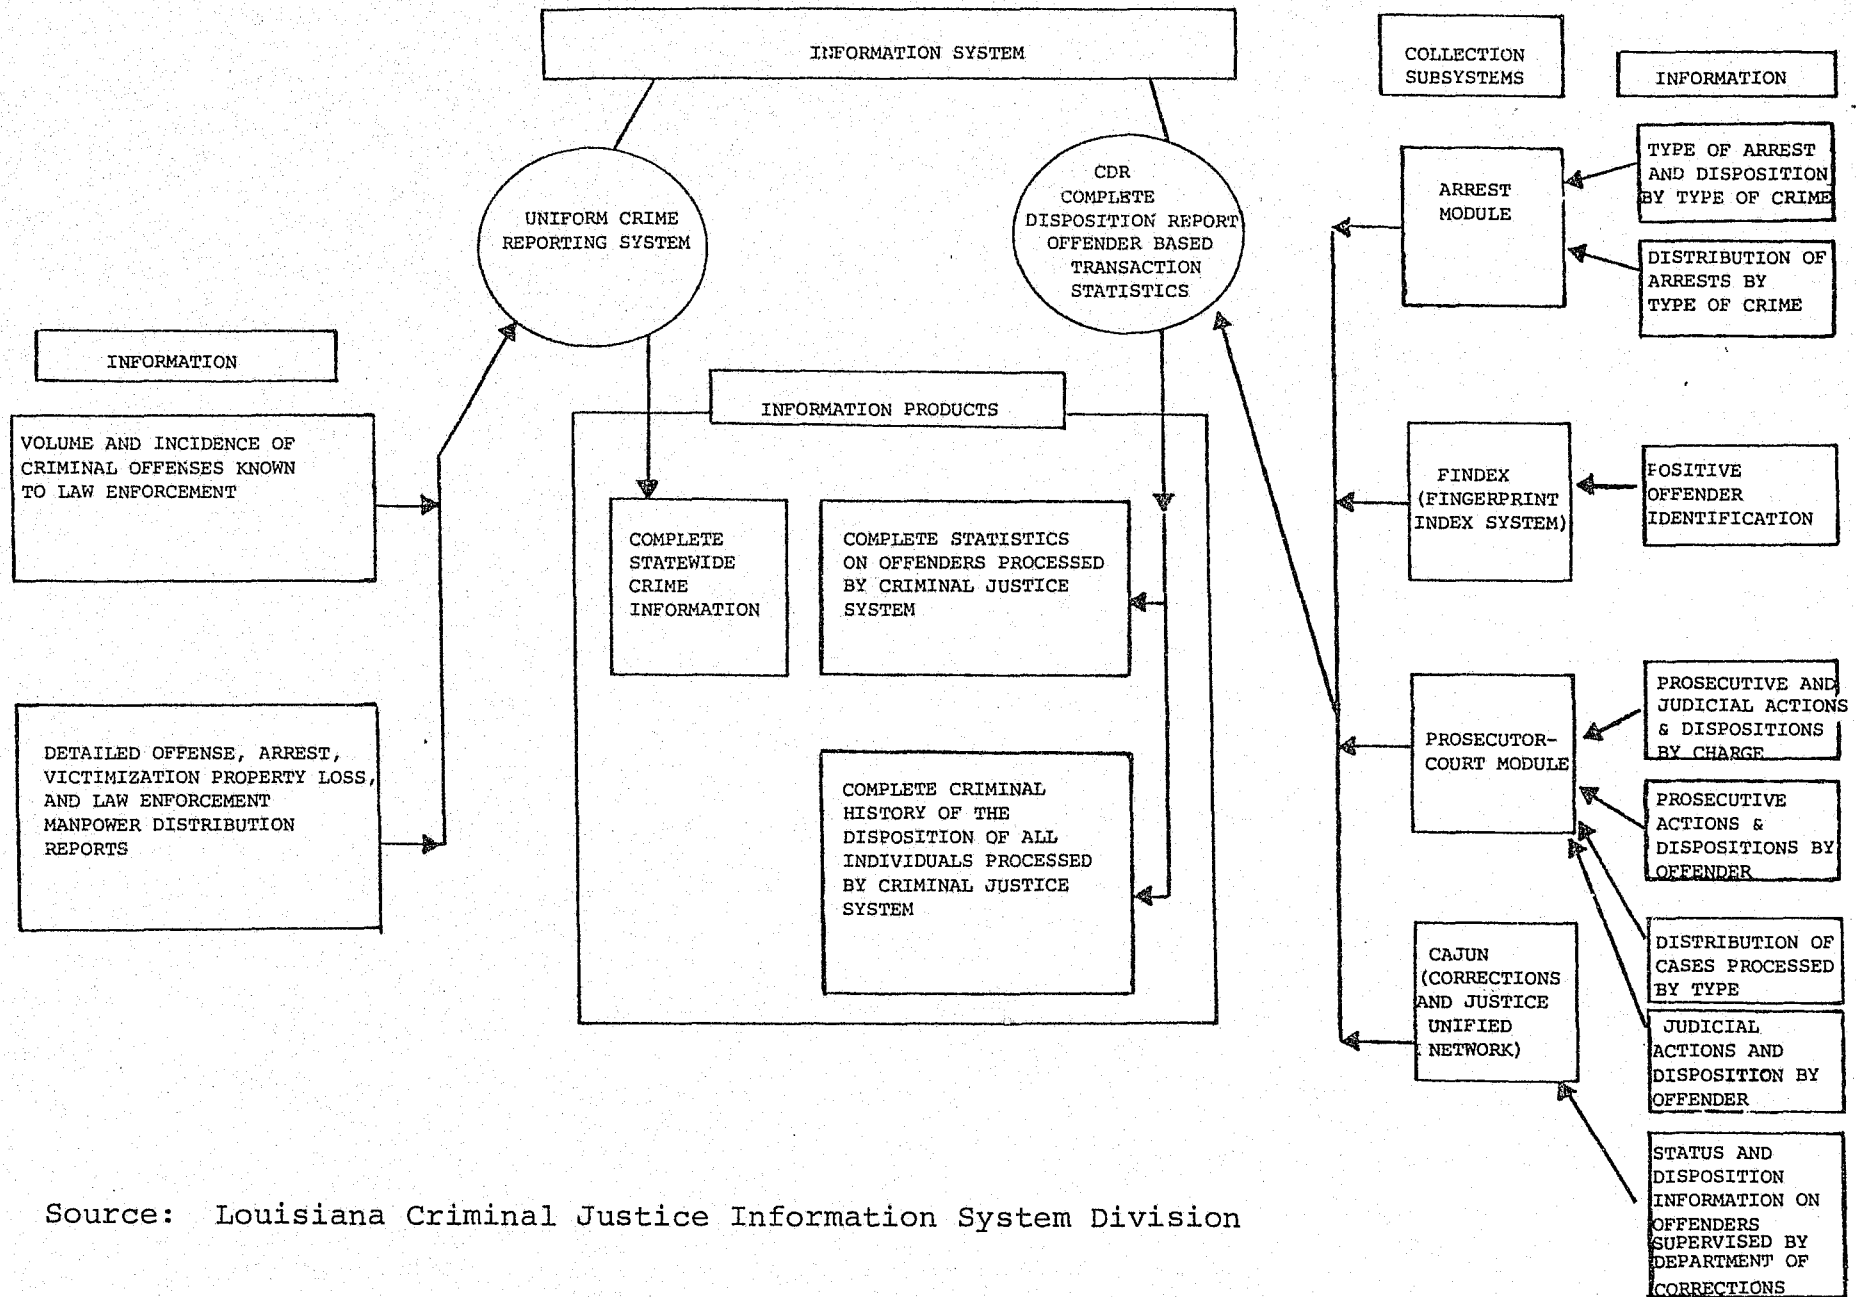 INFORMATION SYSTEM
COLLECTION
SUBSYSTEMS
INFORMATION
UNIFORM CRIME
REPORTING SYSTEM
CDR
COMPLETE
DISPOSITION REPORT
OFFENDER BASED
TRANSACTION
STATISTICS
ARREST
MODULE
TYPE OF ARREST
AND DISPOSITION
BY TYPE OF CRIME
DISTRIBUTION OF
ARRESTS BY
TYPE OF CRIME
INFORMATION
VOLUME AND INCIDENCE OF
CRIMINAL OFFENSES KNOWN
TO LAW ENFORCEMENT
DETAILED OFFENSE, ARREST,
VICTIMIZATION PROPERTY LOSS,
AND LAW ENFORCEMENT
MANPOWER DISTRIBUTION
REPORTS
INFORMATION PRODUCTS
COMPLETE
STATEWIDE
CRIME
INFORMATION
COMPLETE STATISTICS
ON OFFENDERS PROCESSED
BY CRIMINAL JUSTICE
SYSTEM
COMPLETE CRIMINAL
HISTORY OF THE
DISPOSITION OF ALL
INDIVIDUALS PROCESSED
BY CRIMINAL JUSTICE
SYSTEM
FINDEX
(FINGERPRINT
INDEX SYSTEM)
POSITIVE
OFFENDER
IDENTIFICATION
PROSECUTOR-
COURT MODULE
PROSECUTIVE AND
JUDICIAL ACTIONS
& DISPOSITIONS
BY CHARGE
PROSECUTIVE
ACTIONS &
DISPOSITIONS BY
OFFENDER
DISTRIBUTION OF
CASES PROCESSED
BY TYPE
JUDICIAL
ACTIONS AND
DISPOSITION BY
OFFENDER
CAJUN
(CORRECTIONS
AND JUSTICE
UNIFIED
NETWORK)
STATUS AND
DISPOSITION
INFORMATION ON
OFFENDERS
SUPERVISED BY
DEPARTMENT OF
CORRECTIONS
Source: Louisiana Criminal Justice Information System Division